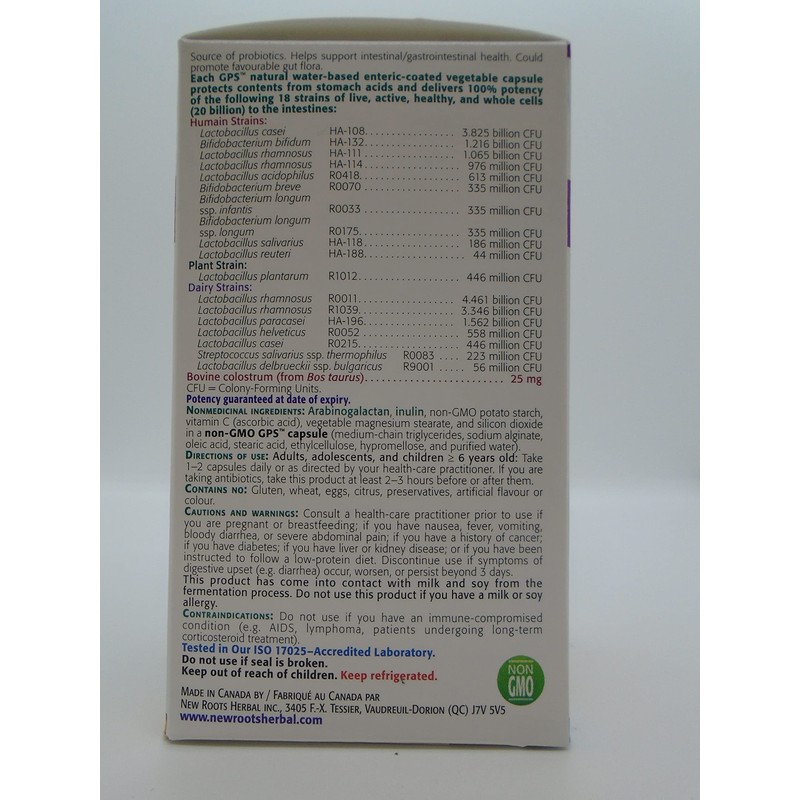 Source of probiotics. Helps support intestinal/gastrointestinal health. Could
promote favourable gut flora.
Each GPS™ natural water-based enteric-coated vegetable capsule
protects contents from stomach acids and delivers 100% potency
of the following 18 strains of live, active, healthy, and whole cells
(20 billion) to the intestines:
Human Strains:
Lactobacillus casei HA-108................. 3.825 billion CFU
Bifidobacterium bifidum HA-132................. 1.216 billion CFU
Lactobacillus rhamnosus HA-111................. 1.065 billion CFU
Lactobacillus rhamnosus HA-114................. 976 million CFU
Lactobacillus acidophilus R0418................. 613 million CFU
Bifidobacterium breve R0070................. 335 million CFU
Bifidobacterium longum
ssp. infantis R0033................. 335 million CFU
Bifidobacterium longum
ssp. longum R0175................. 335 million CFU
Lactobacillus salivarius HA-118................. 186 million CFU
Lactobacillus reuteri HA-188................. 44 million CFU
Plant Strain:
Lactobacillus plantarum R1012................. 446 million CFU
Dairy Strains:
Lactobacillus rhamnosus R0011................. 4.461 billion CFU
Lactobacillus rhamnosus R1039................. 3.346 billion CFU
Lactobacillus paracasei HA-196................. 1.562 billion CFU
Lactobacillus helveticus R0052................. 558 million CFU
Lactobacillus casei R0215................. 446 million CFU
Streptococcus salivarius ssp. thermophilus R0083 .... 223 million CFU
Lactobacillus delbrueckii ssp. bulgaricus R9001 ..... 56 million CFU
Bovine colostrum (from Bos taurus)........................... 25 mg
CFU = Colony-Forming Units.
Potency guaranteed at date of expiry.
Nonmedicinal ingredients: Arabinogalactan, inulin, non-GMO potato starch,
vitamin C (ascorbic acid), vegetable magnesium stearate, and silicon dioxide
in a non-GMO GPS™ capsule (medium-chain triglycerides, sodium alginate,
oleic acid, stearic acid, ethylcellulose, hypromellose, and purified water).
Directions of use: Adults, adolescents, and children ≥ 6 years old: Take
1–2 capsules daily or as directed by your health-care practitioner. If you are
taking antibiotics, take this product at least 2–3 hours before or after them.
Contains no: Gluten, wheat, eggs, citrus, preservatives, artificial flavour or
colour.
Cautions and warnings: Consult a health-care practitioner prior to use if
you are pregnant or breastfeeding; if you have nausea, fever, vomiting,
bloody diarrhea, or severe abdominal pain; if you have a history of cancer;
if you have diabetes; if you have liver or kidney disease; or if you have been
instructed to follow a low-protein diet. Discontinue use if symptoms of
digestive upset (e.g. diarrhea) occur, worsen, or persist beyond 3 days.
This product has come into contact with milk and soy from the
fermentation process. Do not use this product if you have a milk or soy
allergy.
Contraindications: Do not use if you have an immune-compromised
condition (e.g. AIDS, lymphoma, patients undergoing long-term
corticosteroid treatment).
Tested in Our ISO 17025–Accredited Laboratory.
Do not use if seal is broken.
Keep out of reach of children. Keep refrigerated.
NON
GMO
Made in Canada by / Fabriqué au Canada par
New Roots Herbal inc., 3405 F.-X. Tessier, Vaudreuil-Dorion (QC) J7V 5V5
www.newrootsherbal.com